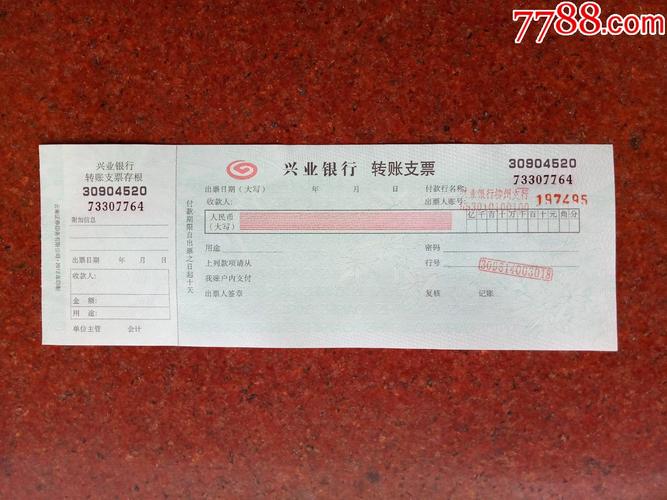 7788.com
兴业银行
转账支票存根
30904520
73307764
附加信息
出票日期 年 月 日
收款人:
金 额:
用 途:
单位主管 会计
付款期限自出票之日起十天
兴业银行 转账支票
30904520
73307764
出票日期(大写) 年 月 日 付款行名称:
收款人: 出票人账号:
197495
人民币
(大写)
亿千百十万千百十元角分
用途 密码
上列款项请从 行号
309514003018
我账户内支付
出票人签章 复核 记账